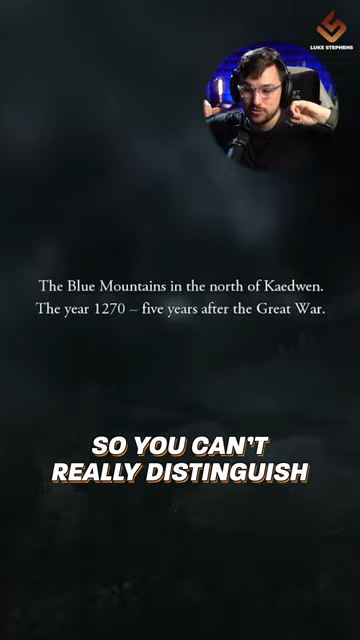 LUKE STEPHENS
The Blue Mountains in the north of Kaedwen.
The year 1270 – five years after the Great War.
SO YOU CAN'T
REALLY DISTINGUISH